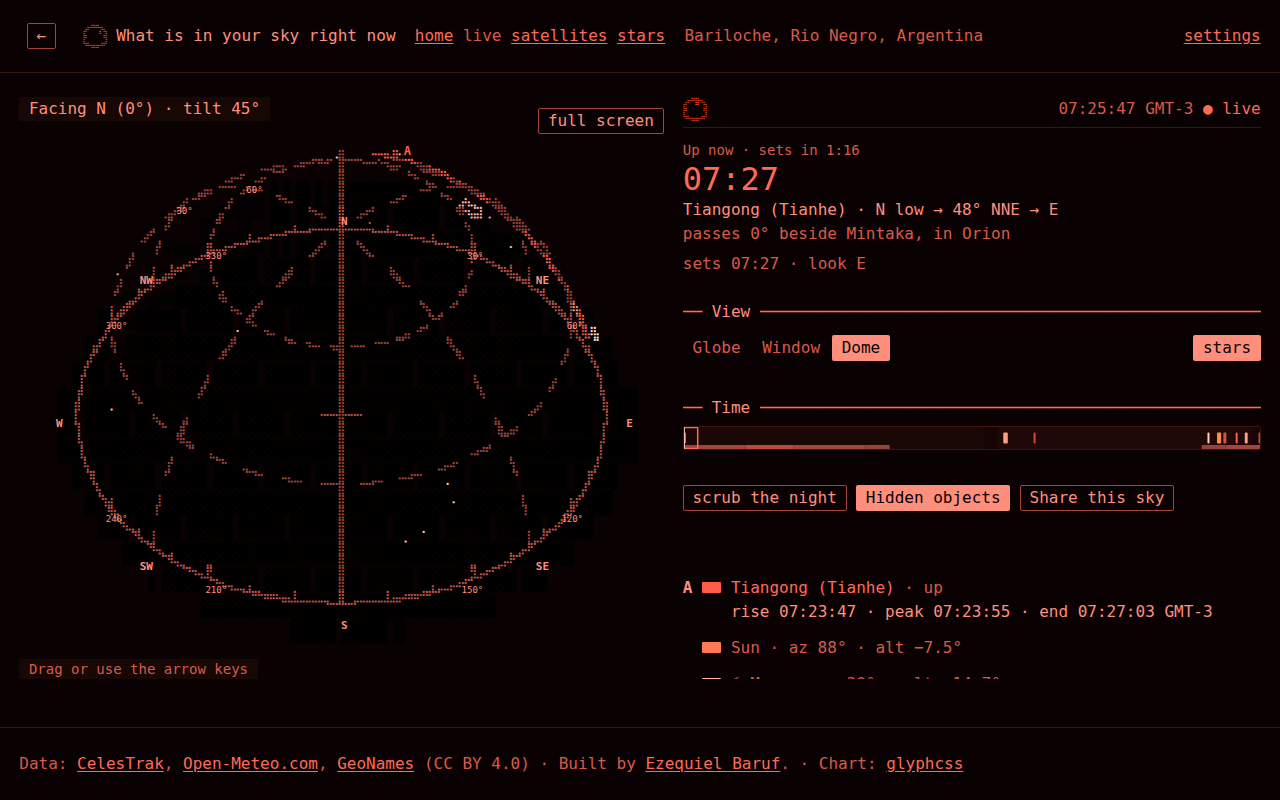 ← What is in your sky right now home live satellites stars Bariloche, Rio Negro, Argentina settings
Facing N (0°) · tilt 45°
full screen
A
60°
30°
N
330°
30°
NW
NE
300°
60°
W
E
240°
120°
SW
SE
210°
150°
S
Drag or use the arrow keys
07:25:47 GMT-3 ● live
Up now · sets in 1:16
07:27
Tiangong (Tianhe) · N low → 48° NNE → E
passes 0° beside Mintaka, in Orion
sets 07:27 · look E
View
Globe Window Dome stars
Time
scrub the night Hidden objects Share this sky
A Tiangong (Tianhe) · up
rise 07:23:47 · peak 07:23:55 · end 07:27:03 GMT-3
Sun · az 88° · alt −7.5°
Data: CelesTrak, Open-Meteo.com, GeoNames (CC BY 4.0) · Built by Ezequiel Baruf. · Chart: glyphcss